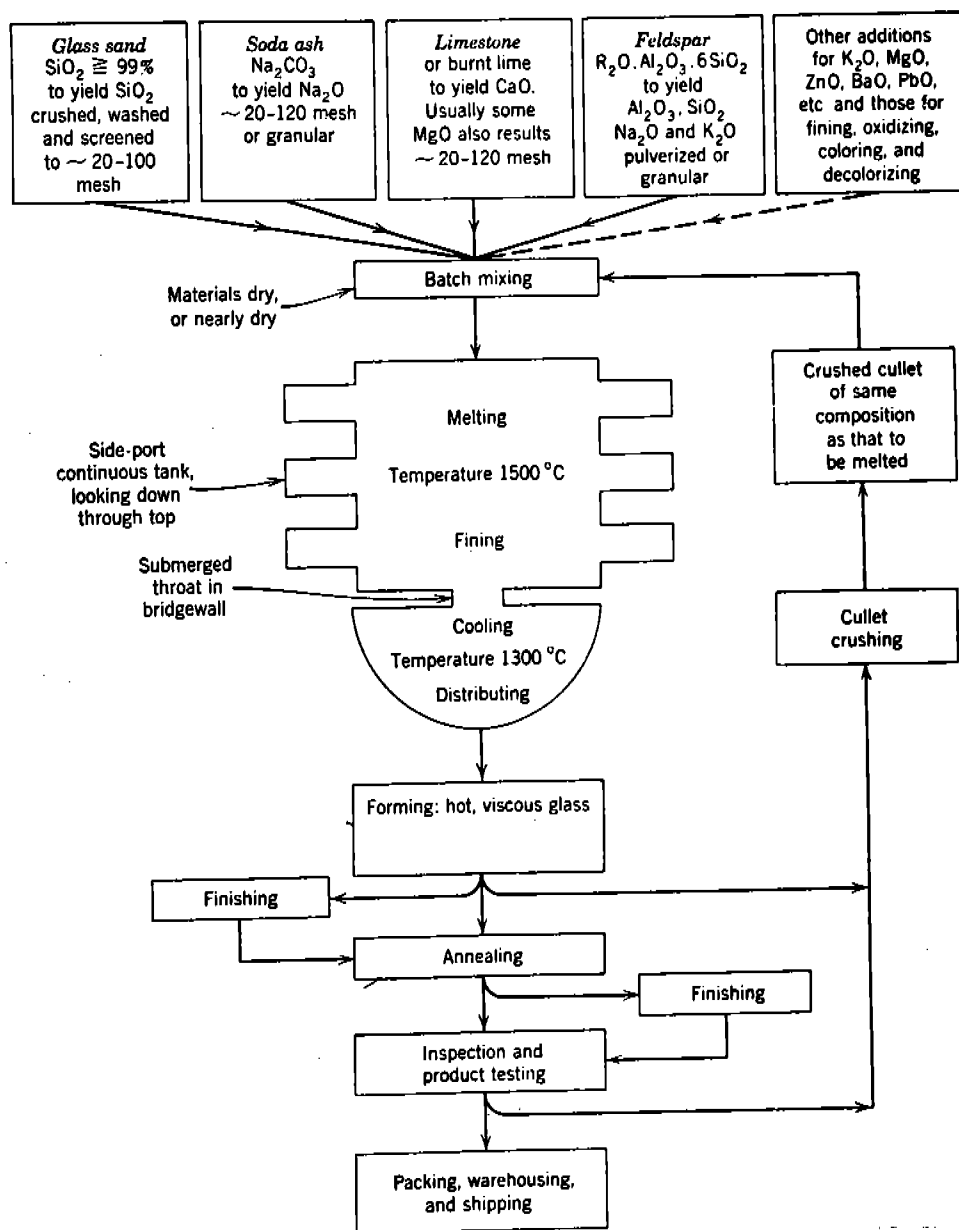 Glass sand
SiO₂ ≧ 99%
to yield SiO₂
crushed, washed
and screened
to ~ 20-100
mesh
Soda ash
Na₂CO₃
to yield Na₂O
~ 20-120 mesh
or granular
Limestone
or burnt lime
to yield CaO.
Usually some
MgO also results
~ 20-120 mesh
Feldspar
R₂O.Al₂O₃.6SiO₂
to yield
Al₂O₃. SiO₂
Na₂O and K₂O
pulverized or
granular
Other additions
for K₂O, MgO,
ZnO, BaO, PbO,
etc and those for
fining, oxidizing,
coloring, and
decolorizing
Batch mixing
Materials dry,
or nearly dry
Melting
Temperature 1500 °C
Fining
Side-port
continuous tank,
looking down
through top
Submerged
throat in
bridgewall
Cooling
Temperature 1300 °C
Distributing
Crushed cullet
of same
composition
as that to
be melted
Cullet
crushing
Forming: hot, viscous glass
Finishing
Annealing
Finishing
Inspection and
product testing
Packing, warehousing,
and shipping